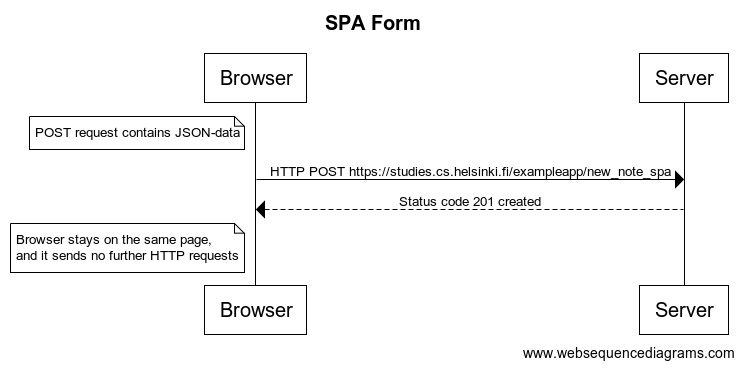 SPA Form
Browser
Server
POST request contains JSON-data
HTTP POST https://studies.cs.helsinki.fi/exampleapp/new_note_spa
Status code 201 created
Browser stays on the same page,
and it sends no further HTTP requests
Browser
Server
www.websequencediagrams.com